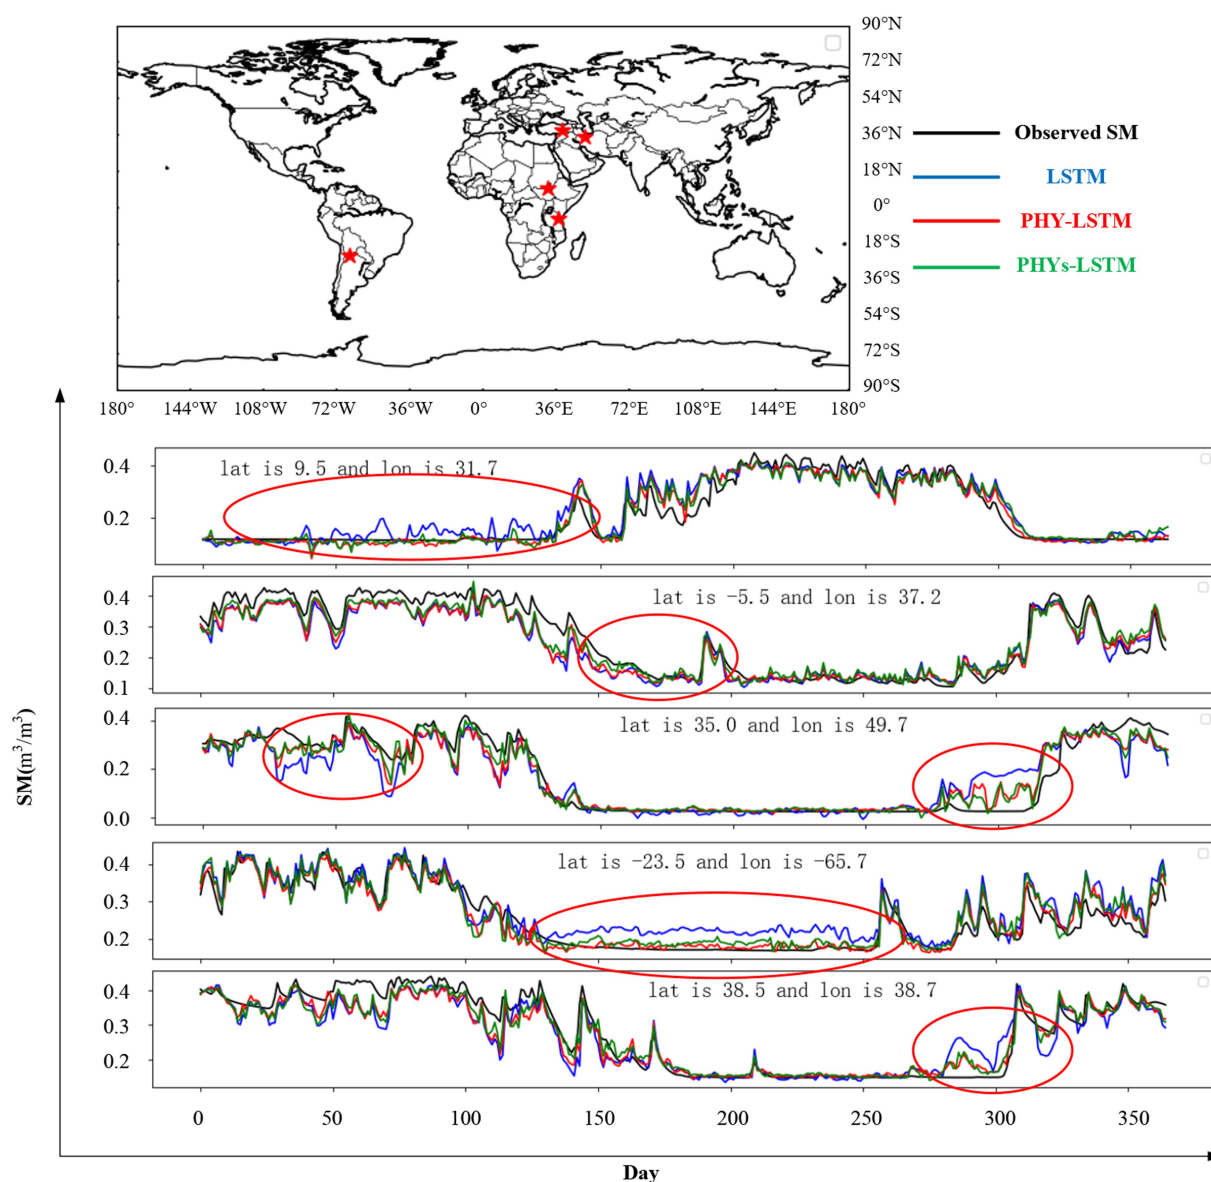 90°N
72°N
54°N
36°N
18°N
0°
18°S
36°S
54°S
72°S
90°S
Observed SM
LSTM
PHY-LSTM
PHYs-LSTM
180° 144°W 108°W 72°W 36°W 0° 36°E 72°E 108°E 144°E 180°
lat is 9.5 and lon is 31.7
0.4
0.2
lat is -5.5 and lon is 37.2
0.4
0.3
0.2
0.1
lat is 35.0 and lon is 49.7
0.4
0.2
0.0
lat is -23.5 and lon is -65.7
0.4
0.3
0.2
lat is 38.5 and lon is 38.7
0.4
0.3
0.2
SM(m³/m³)
0 50 100 150 200 250 300 350
Day